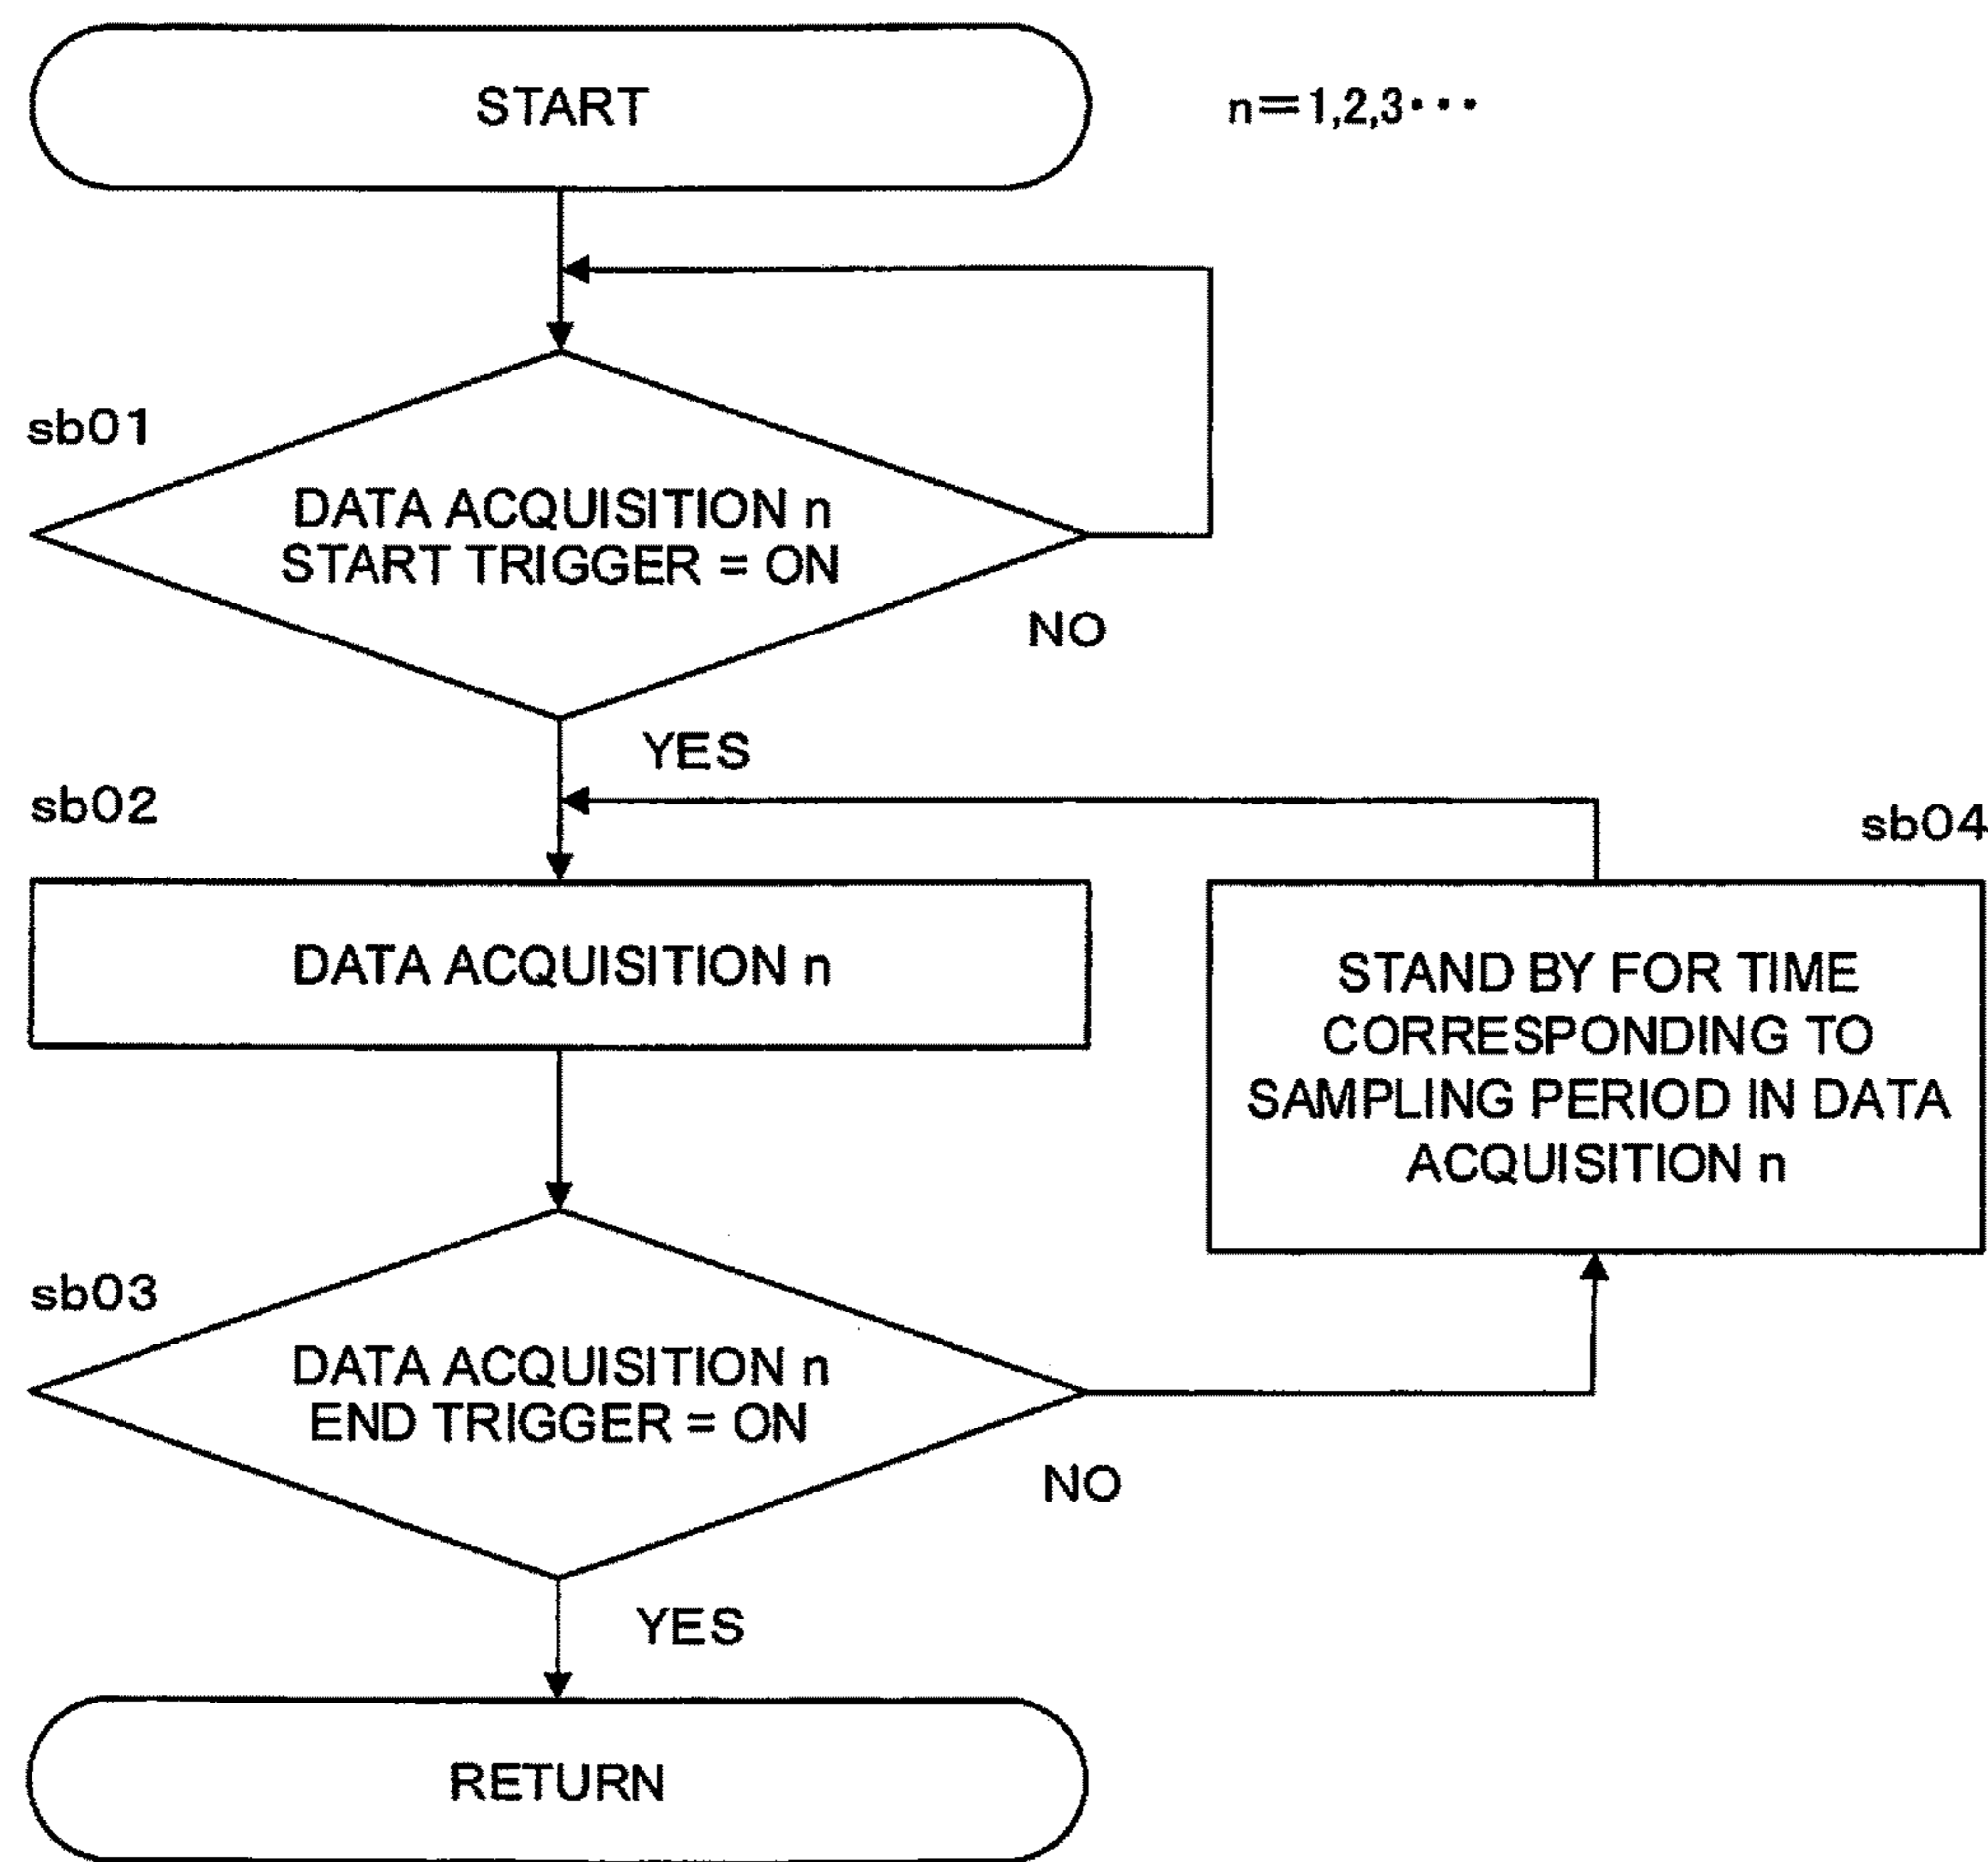 START
n=1,2,3···
sb01
DATA ACQUISITION n
START TRIGGER = ON
NO
YES
sb02
DATA ACQUISITION n
sb04
STAND BY FOR TIME
CORRESPONDING TO
SAMPLING PERIOD IN DATA
ACQUISITION n
sb03
DATA ACQUISITION n
END TRIGGER = ON
NO
YES
RETURN